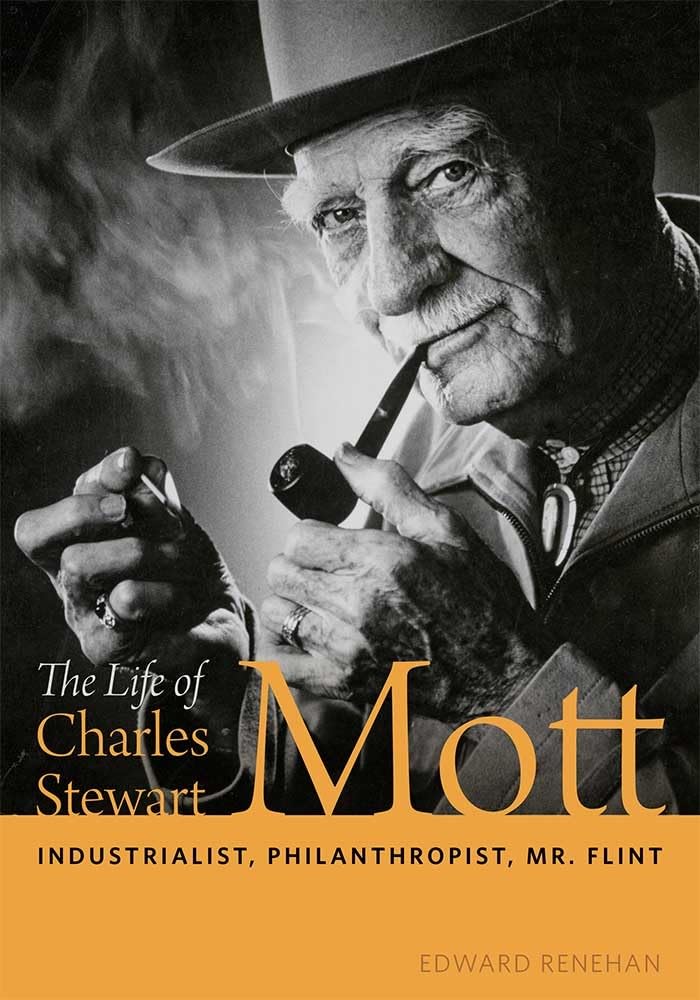 The Life of
Charles
Stewart
Mott
INDUSTRIALIST, PHILANTHROPIST, MR. FLINT
EDWARD RENEHAN